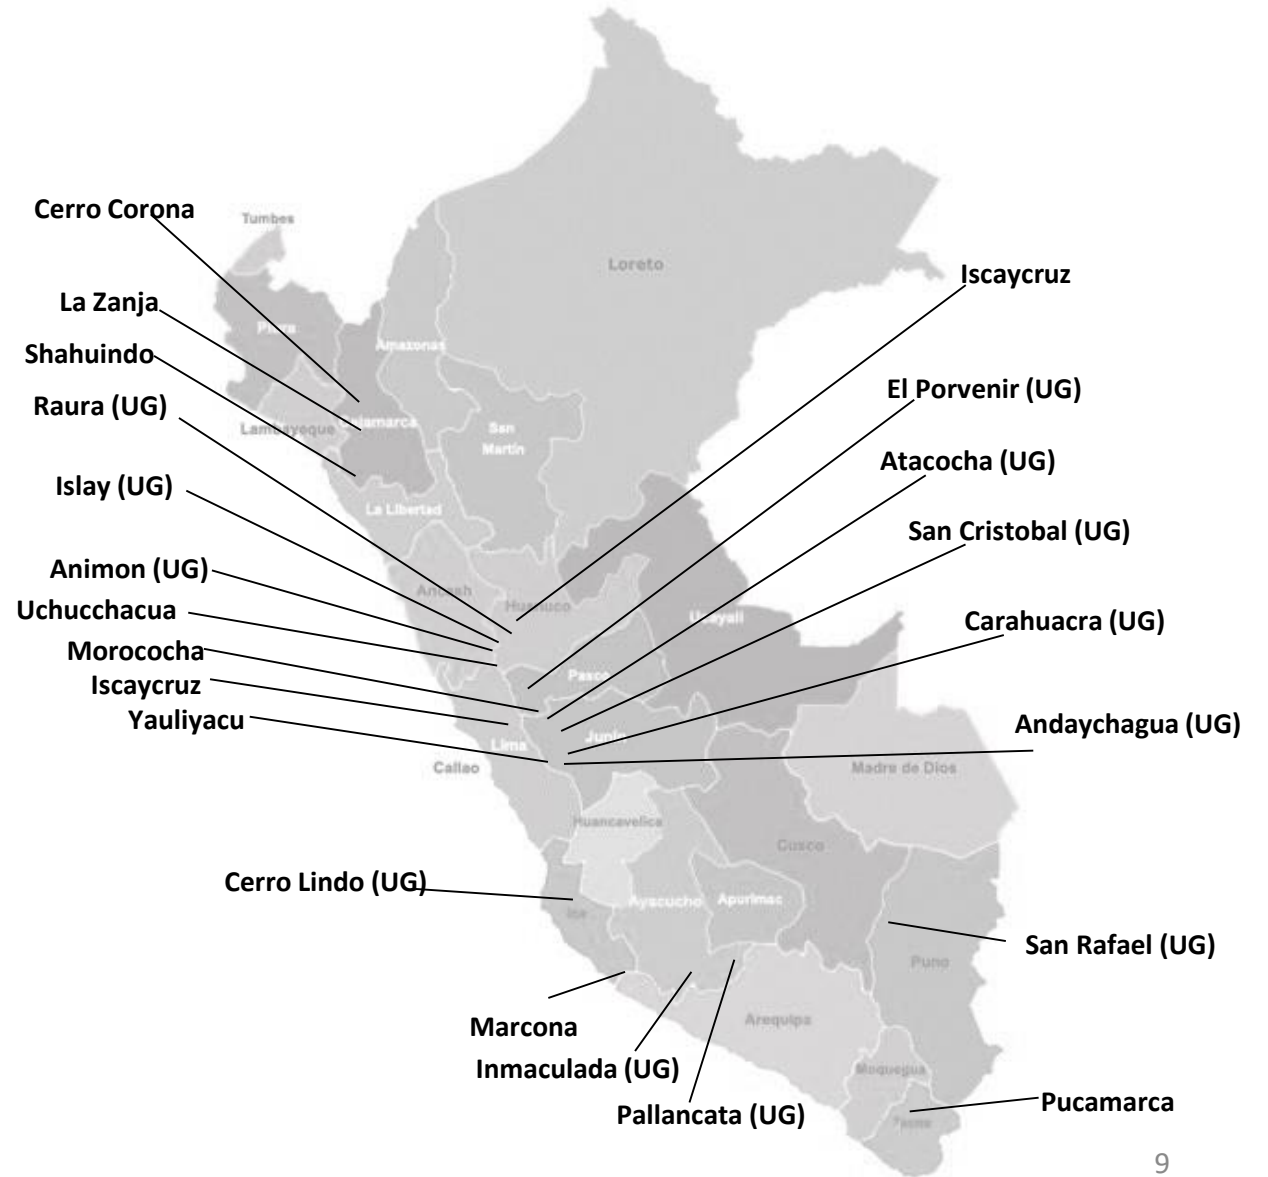 Cerro Corona
Tumbes
Loreto
Iscaycruz
La Zanja
Piura
Amazonas
Shahuindo
El Porvenir (UG)
Raura (UG)
Lambayeque
Cajamarca
San
Martín
Atacocha (UG)
Islay (UG)
La Libertad
San Cristobal (UG)
Animon (UG)
Ancash
Huanuco
Uchucchacua
Ucayali
Carahuacra (UG)
Morococha
Pasco
Iscaycruz
Yauliyacu
Andaychagua (UG)
Lima
Junín
Callao
Madre de Dios
Huancavelica
Cusco
Cerro Lindo (UG)
Ica
Ayacucho
Apurímac
San Rafael (UG)
Puno
Marcona
Arequipa
Inmaculada (UG)
Moquegua
Pallancata (UG)
Pucamarca
Tacna
9